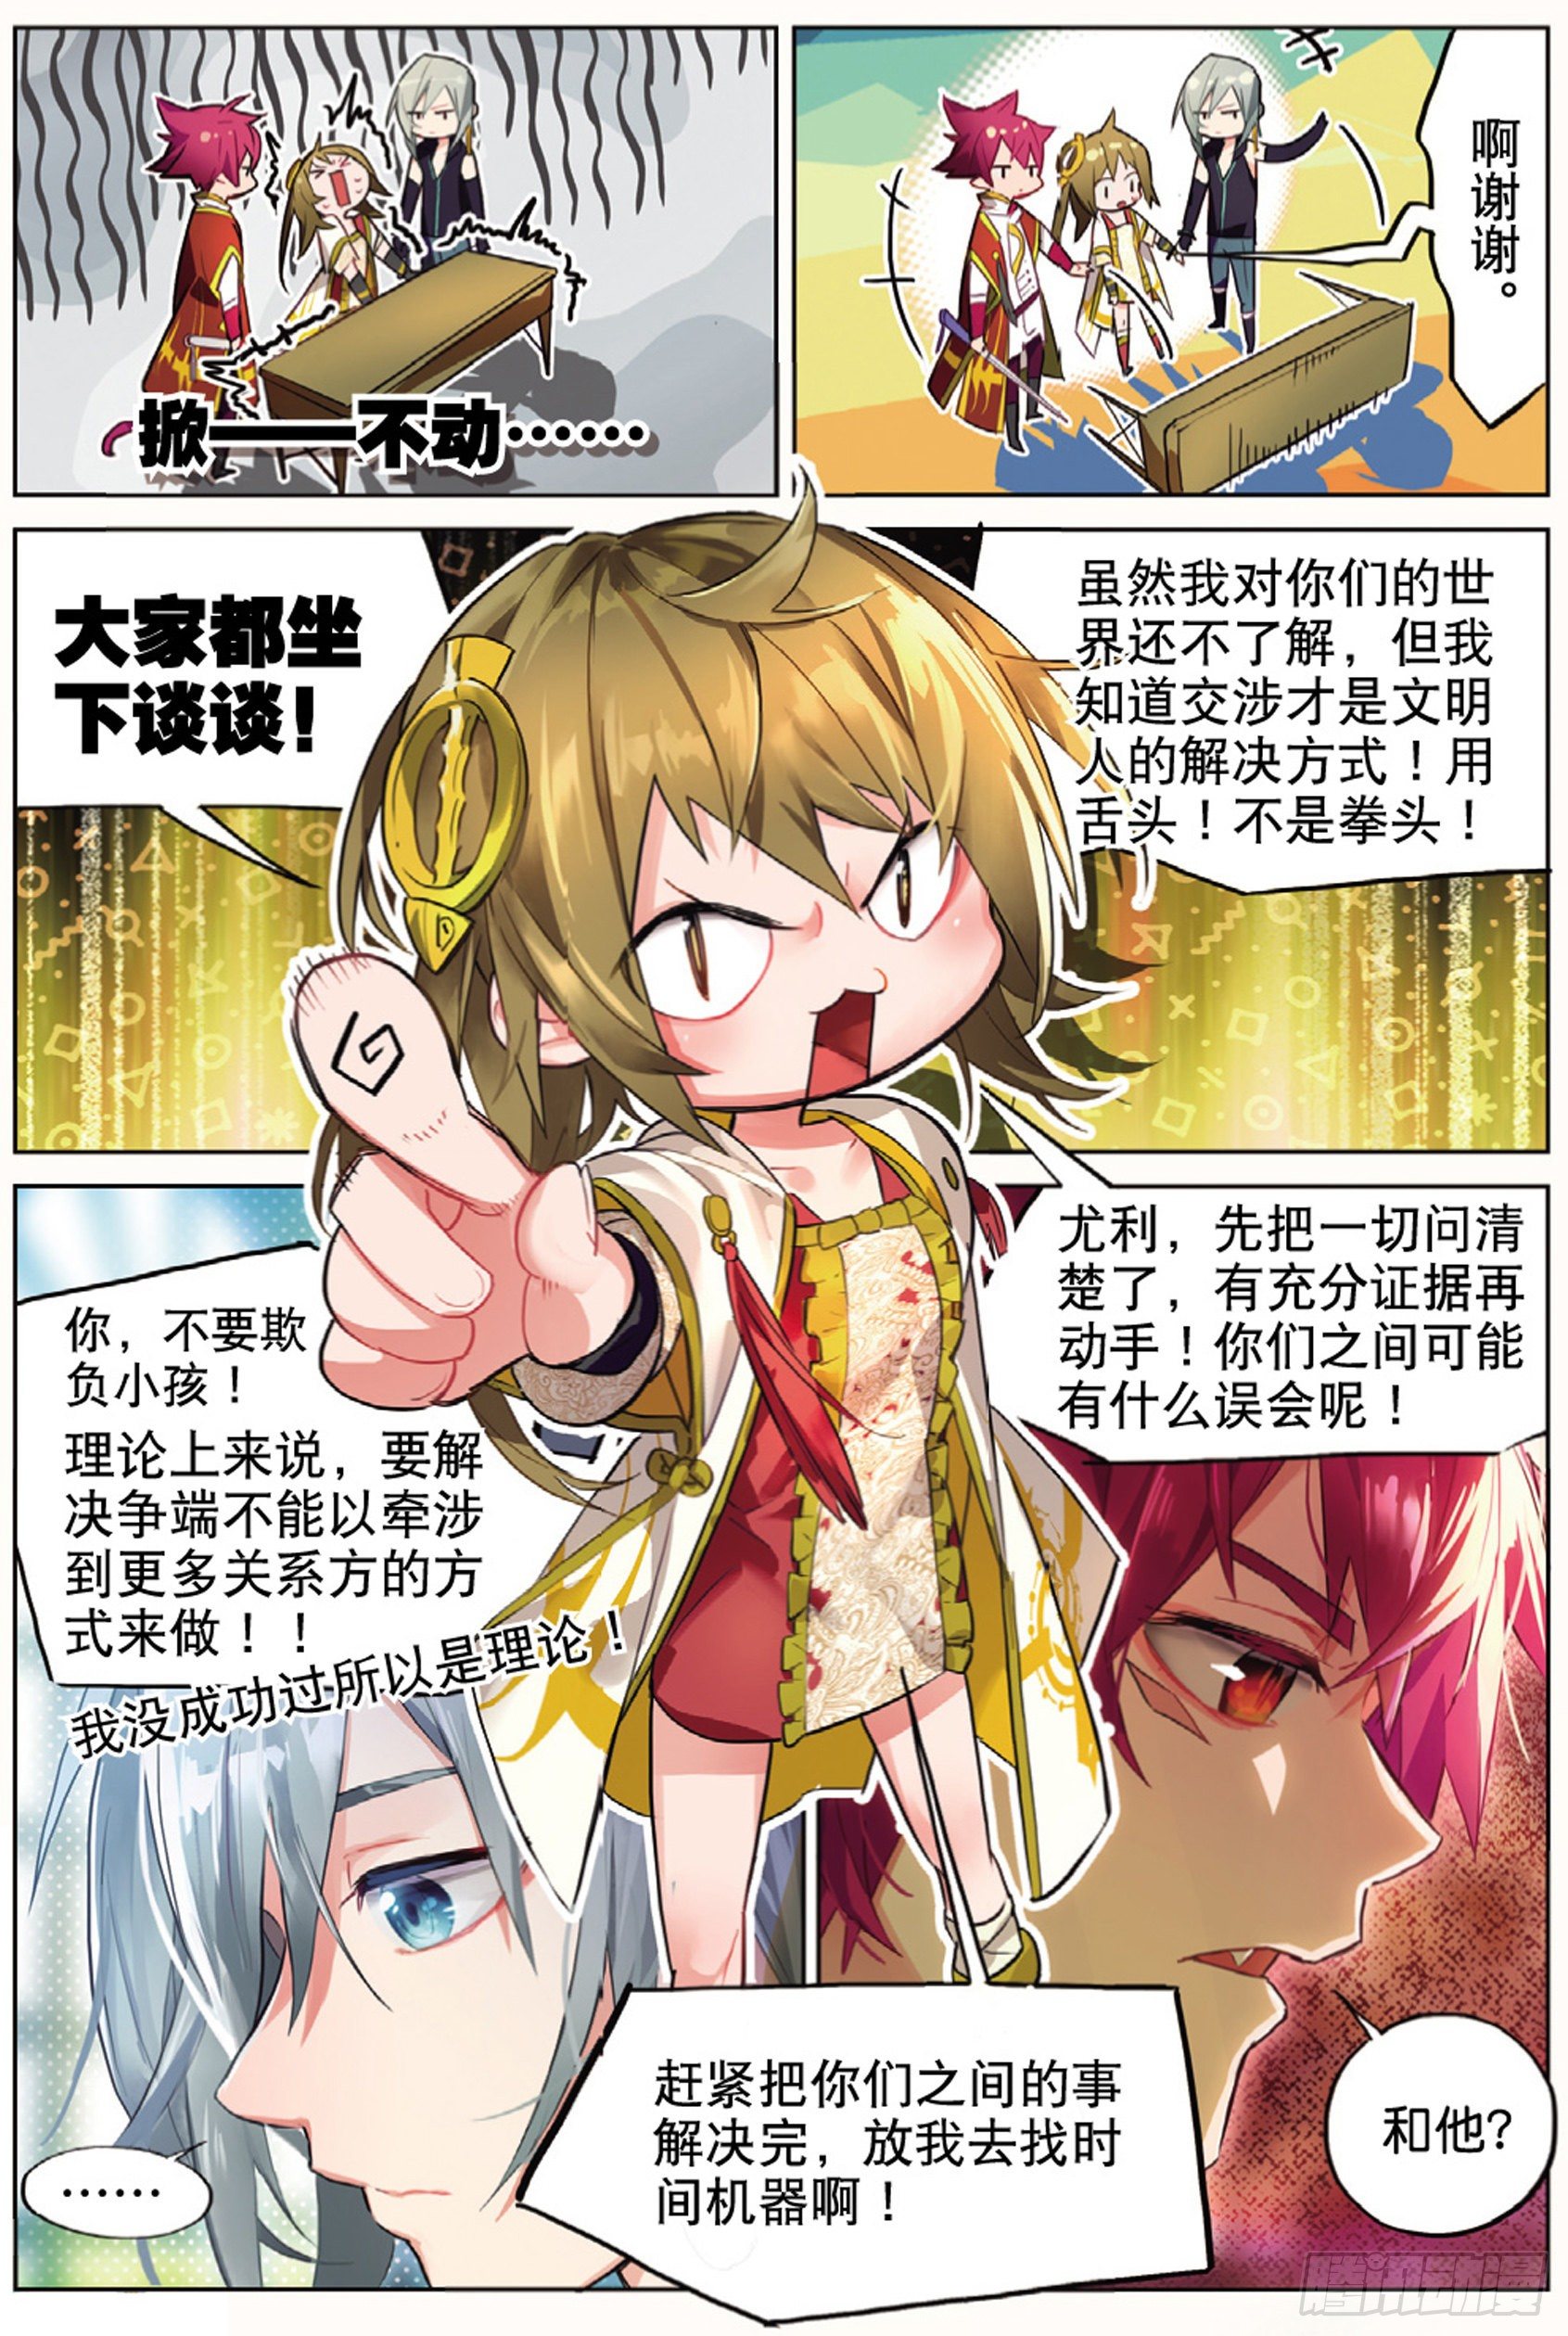 掀——不动……
啊谢谢。
大家都坐
下谈谈！
虽然我对你们的世
界还不了解，但我
知道交涉才是文明
人的解决方式！用
舌头！不是拳头！
尤利，先把一切问清
楚了，有充分证据再
动手！你们之间可能
有什么误会呢！
你，不要欺
负小孩！
理论上来说，要解
决争端不能以牵涉
到更多关系方的方
式来做！！
我没成功过所以是理论！
赶紧把你们之间的事
解决完，放我去找时
间机器啊！
和他？
……
腾讯动漫